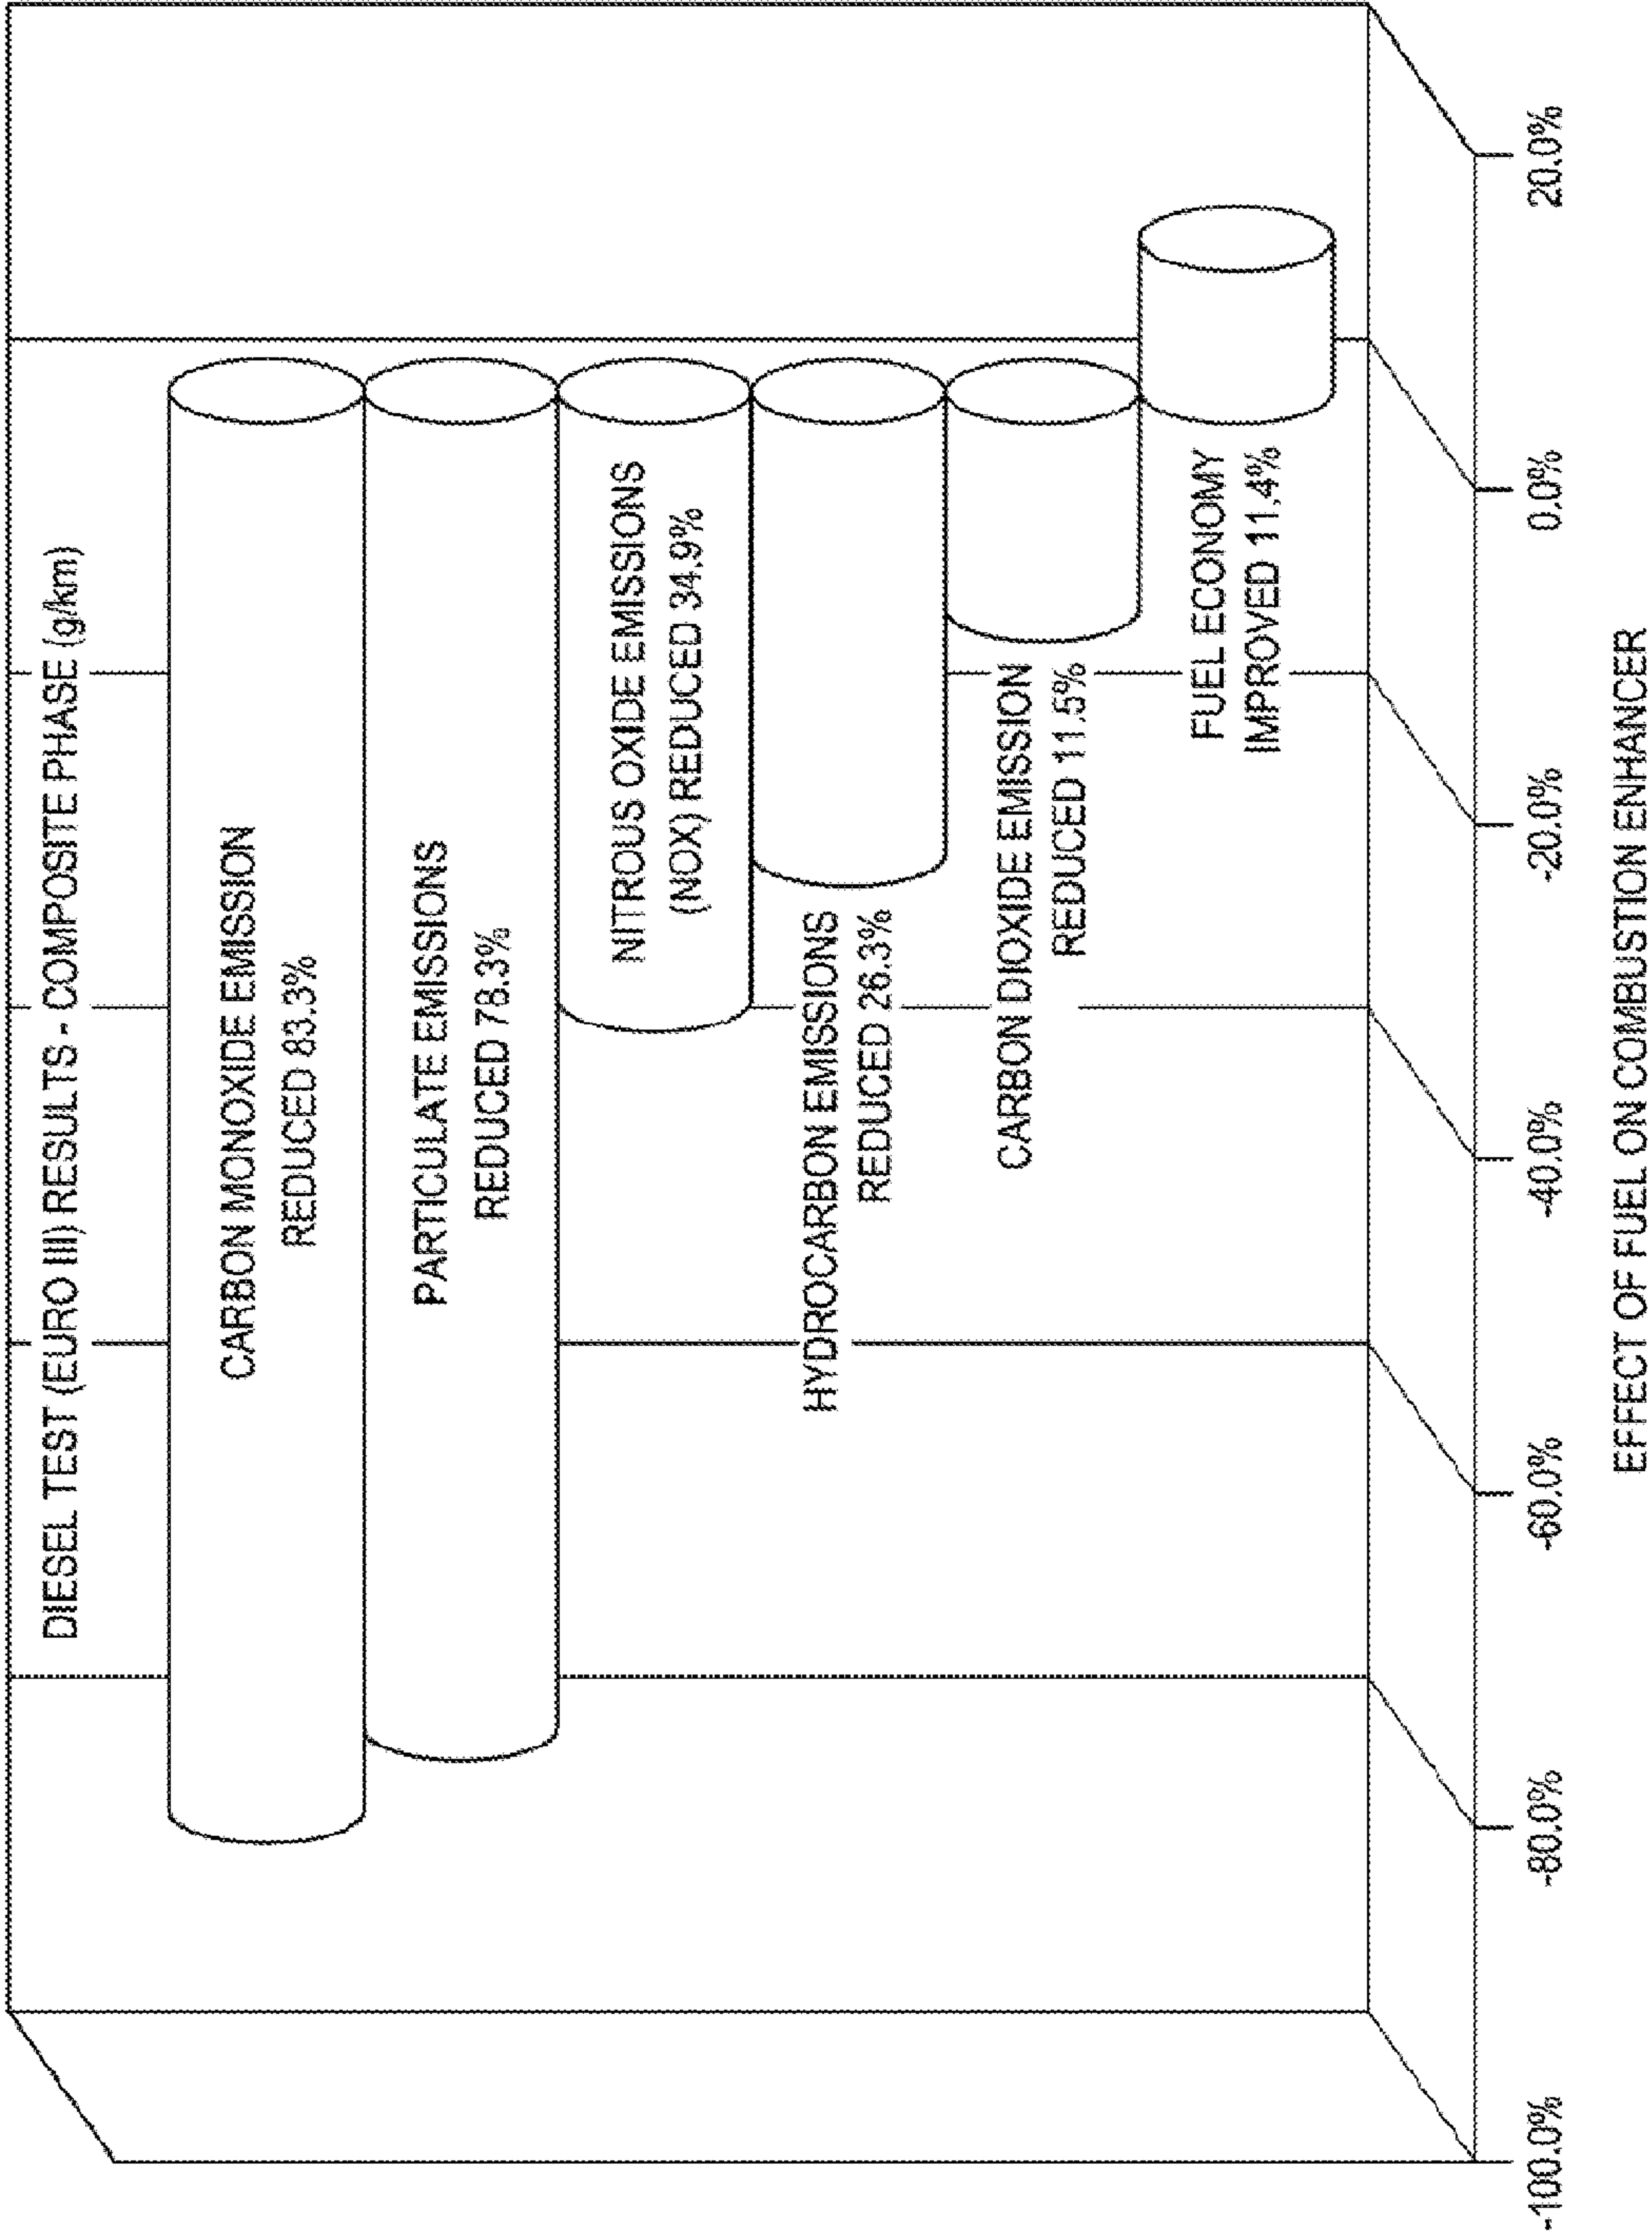 DIESEL TEST (EURO III) RESULTS - COMPOSITE PHASE (g/km)
CARBON MONOXIDE EMISSION
REDUCED 83.3%
PARTICULATE EMISSIONS
REDUCED 78.3%
NITROUS OXIDE EMISSIONS
(NOX) REDUCED 34.9%
HYDROCARBON EMISSIONS
REDUCED 26.3%
CARBON DIOXIDE EMISSION
REDUCED 11.5%
FUEL ECONOMY
IMPROVED 11.4%
-100.0% -80.0% -60.0% -40.0% -20.0% 0.0% 20.0%
EFFECT OF FUEL ON COMBUSTION ENHANCER